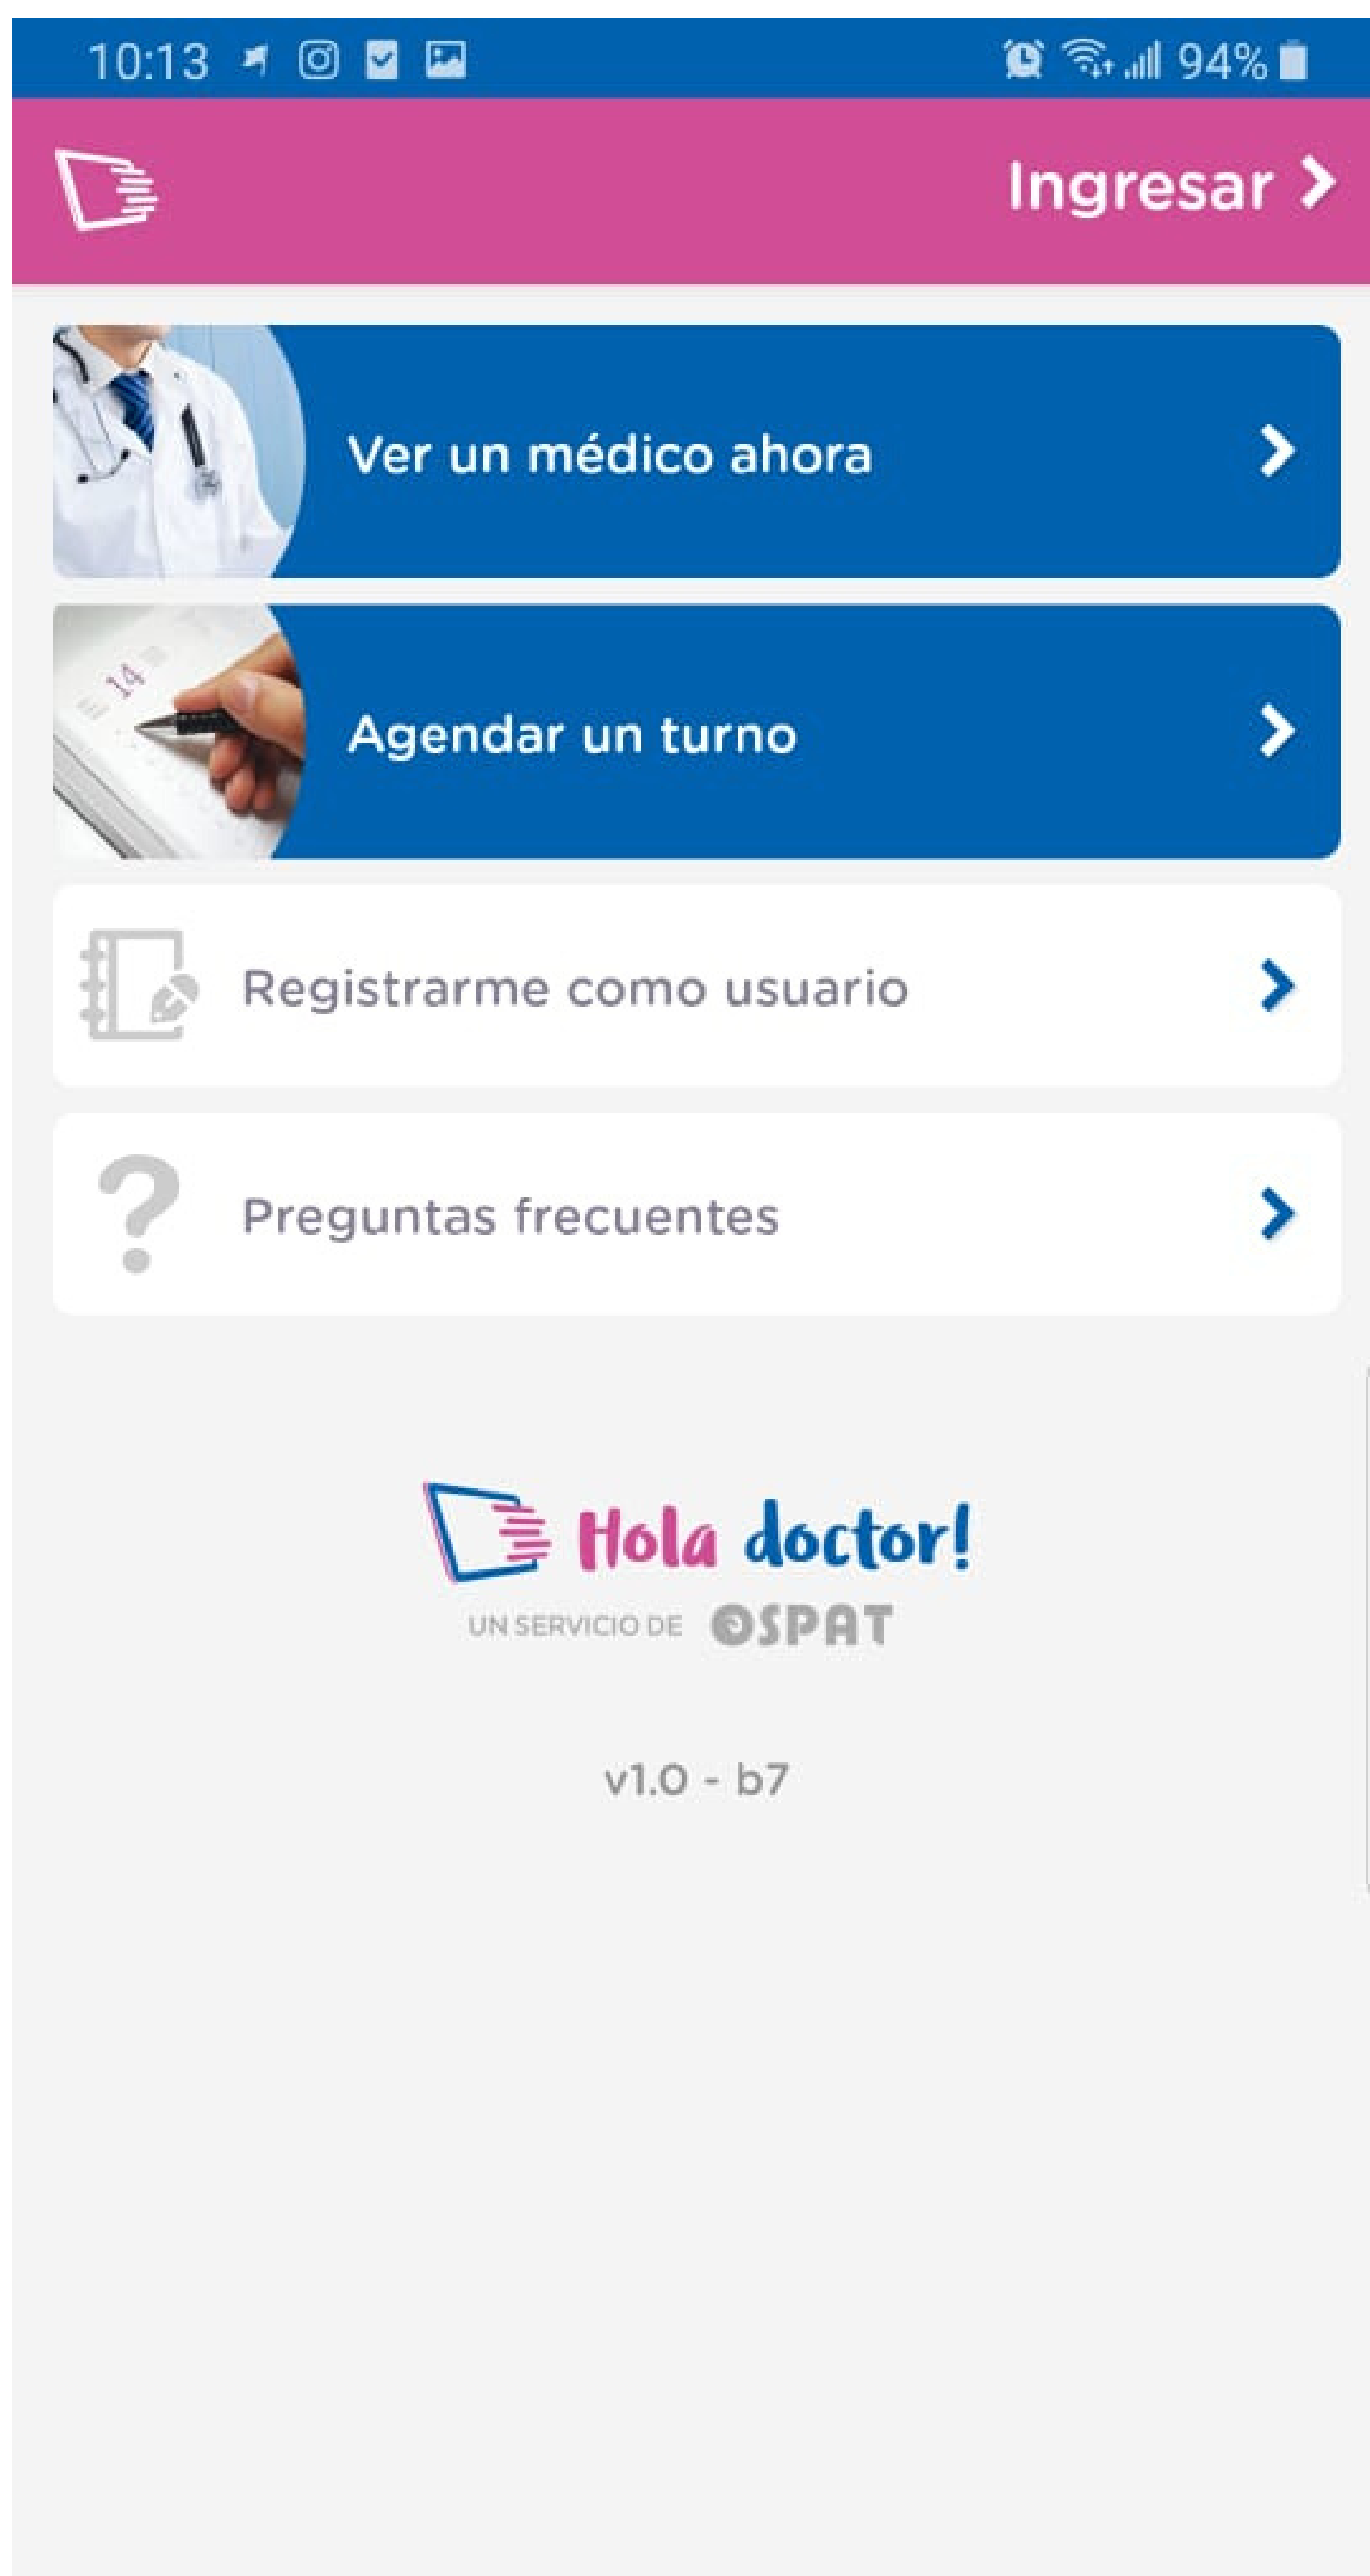 10:13
94%
Ingresar
Ver un médico ahora
14
Agendar un turno
Registrarme como usuario
Preguntas frecuentes
Hola doctor!
UN SERVICIO DE OSPAT
v1.0 - b7